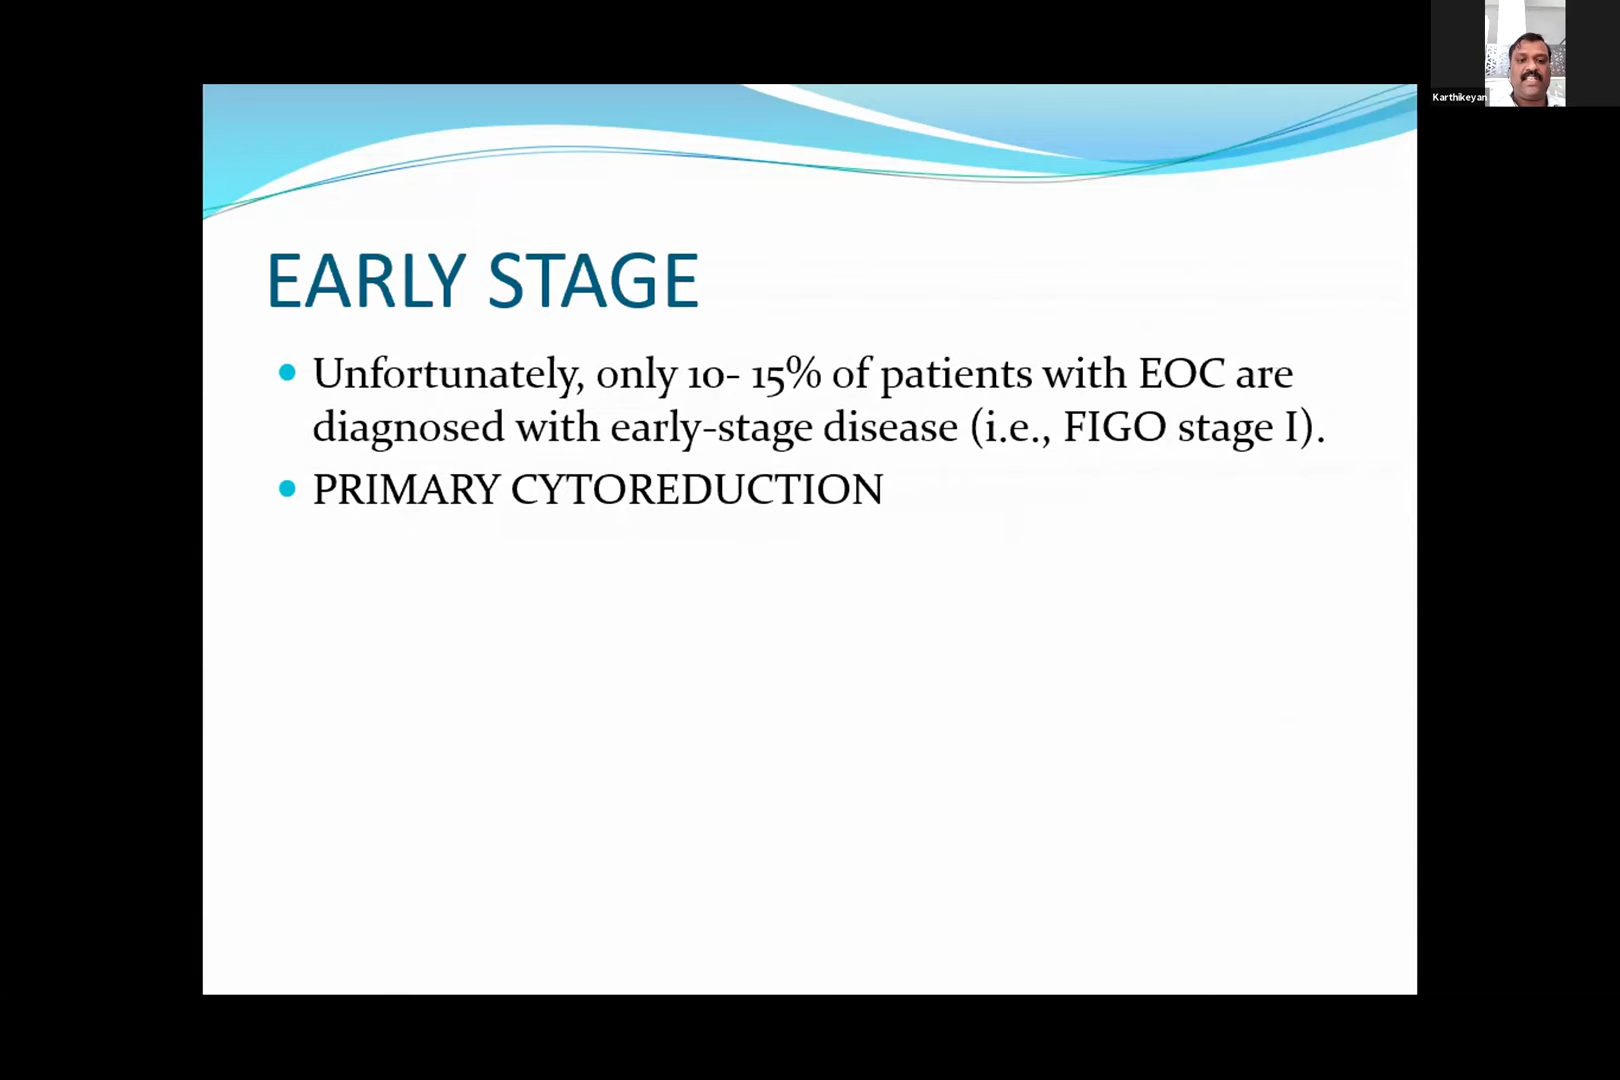 Karthikeyan
EARLY STAGE
Unfortunately, only 10- 15% of patients with EOC are
diagnosed with early-stage disease (i.e., FIGO stage I).
PRIMARY CYTOREDUCTION